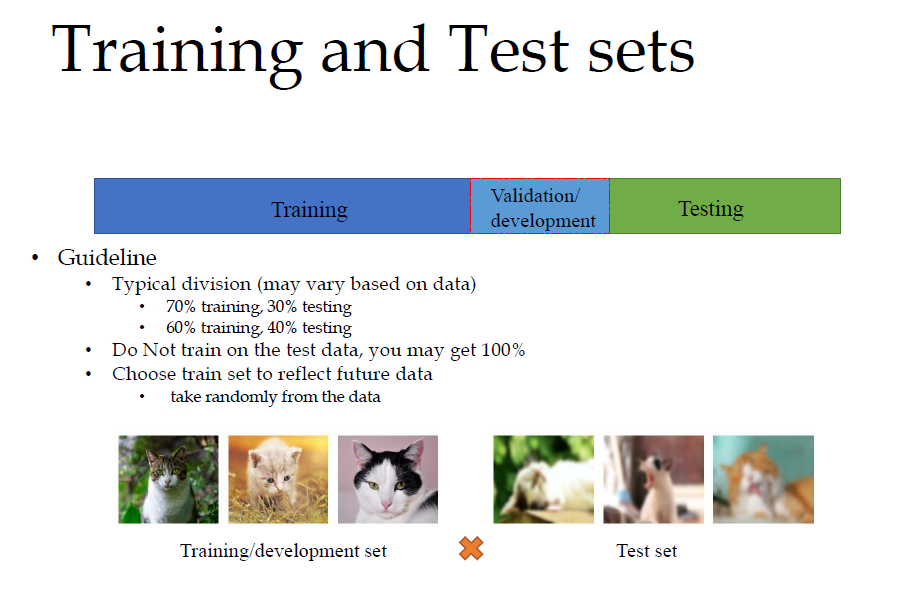 Training and Test sets
Training
Validation/
development
Testing
• Guideline
• Typical division (may vary based on data)
• 70% training, 30% testing
• 60% training, 40% testing
• Do Not train on the test data, you may get 100%
• Choose train set to reflect future data
• take randomly from the data
Training/development set
Test set